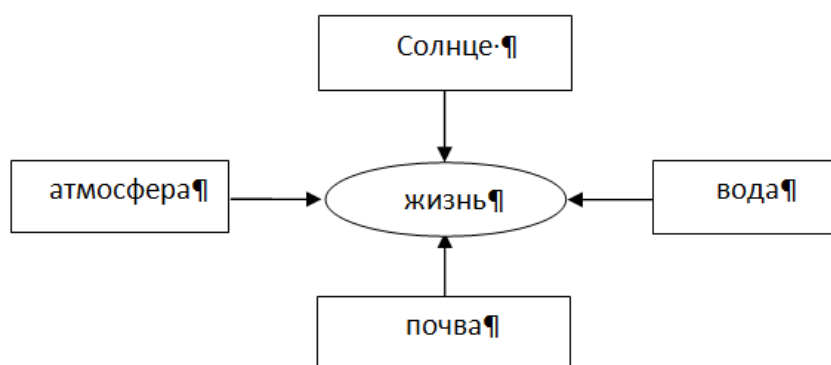 Солнце·¶
атмосфера¶
жизнь¶
вода¶
почва¶